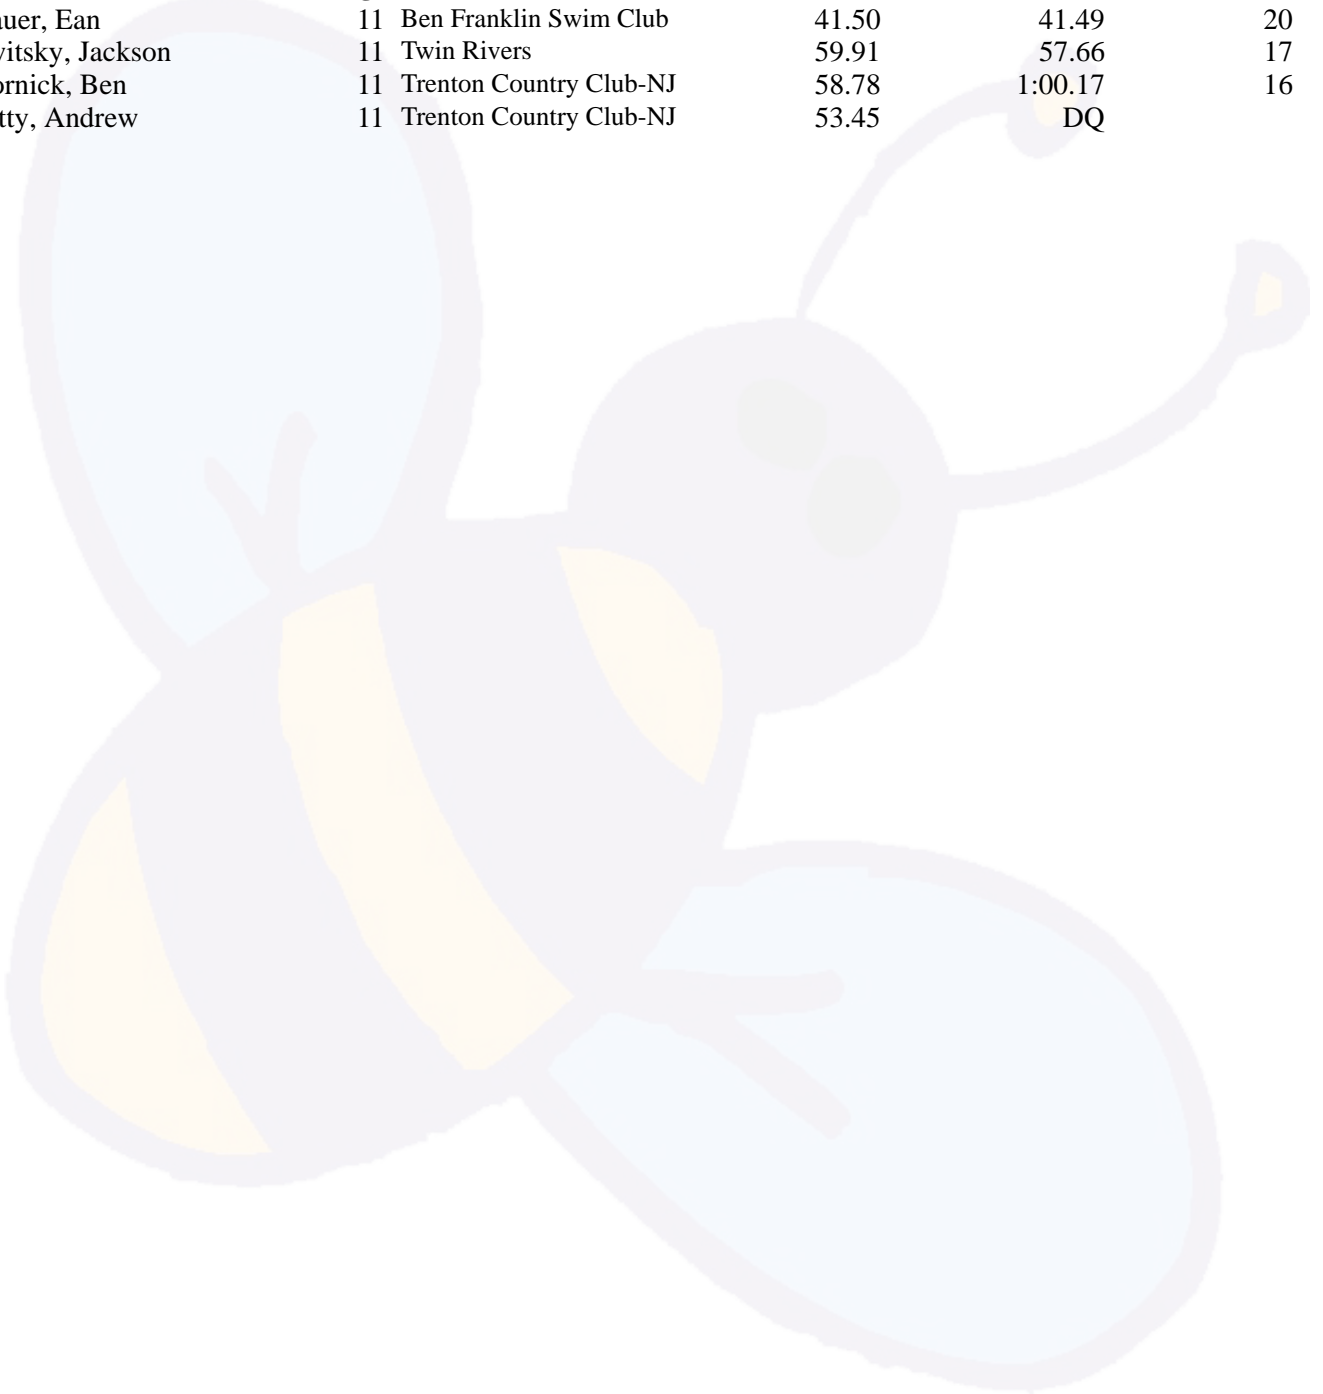 auer, Ean 11 Ben Franklin Swim Club 41.50 41.49 20
vitsky, Jackson 11 Twin Rivers 59.91 57.66 17
ornick, Ben 11 Trenton Country Club-NJ 58.78 1:00.17 16
tty, Andrew 11 Trenton Country Club-NJ 53.45 DQ